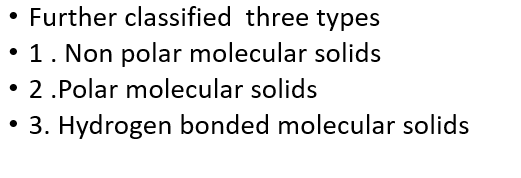 • Further classified  three types
• 1 . Non polar molecular solids
• 2 .Polar molecular solids
• 3. Hydrogen bonded molecular solids